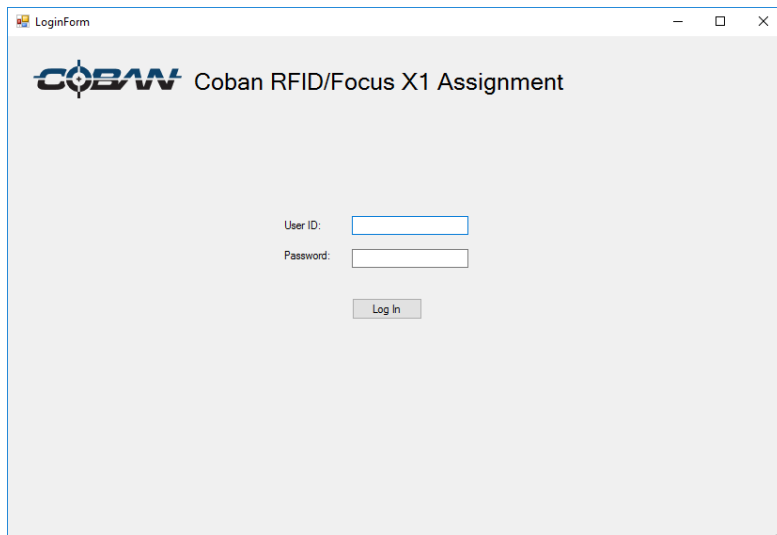 LoginForm
COBAN Coban RFID/Focus X1 Assignment
User ID:
Password:
Log In